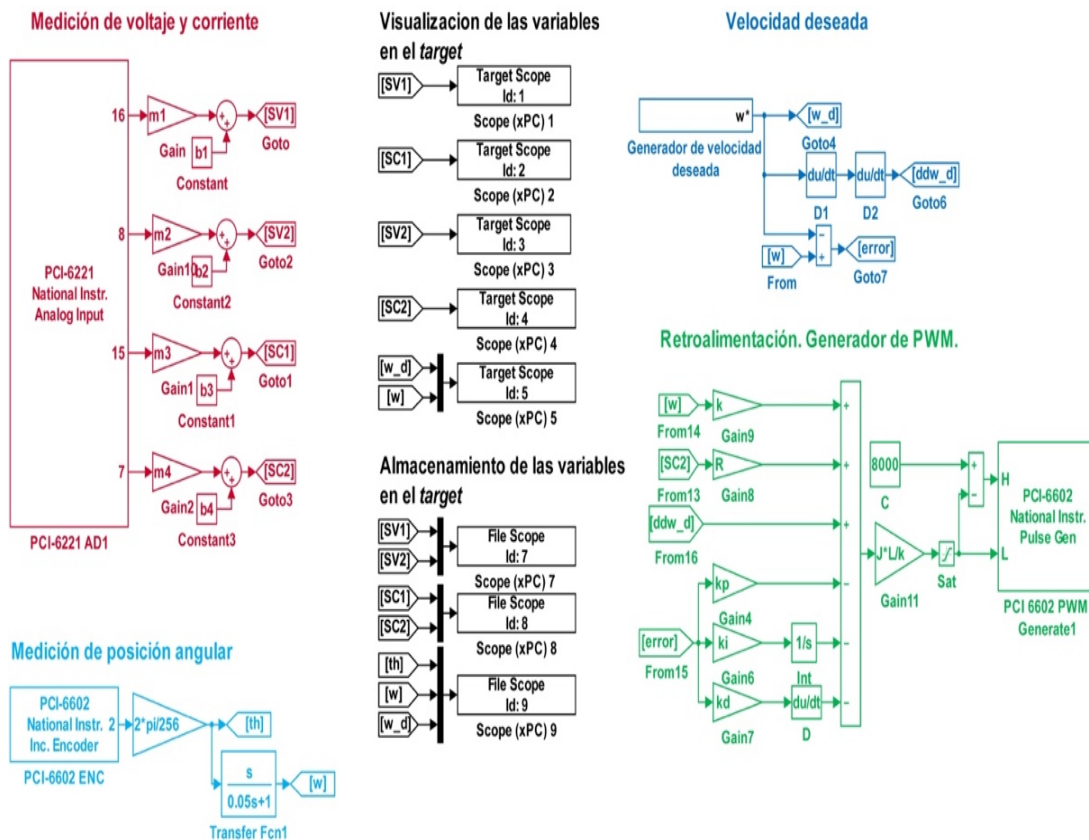 Medición de voltaje y corriente
16
m1
+
+
[SV1]
Gain
b1
Goto
Constant
8
m2
+
+
[SV2]
Gain10
b2
Goto2
Constant2
PCI-6221
National Instr.
Analog Input
15
m3
+
+
[SC1]
Gain1
b3
Goto1
Constant1
7
m4
+
+
[SC2]
Gain2
b4
Goto3
Constant3
PCI-6221 AD1
Medición de posición angular
PCI-6602
National Instr. 2
Inc. Encoder
2*pi/256
[th]
PCI-6602 ENC
s
0.05s+1
[w]
Transfer Fcn1
Visualizacion de las variables
en el target
[SV1]
Target Scope
Id: 1
Scope (xPC) 1
[SC1]
Target Scope
Id: 2
Scope (xPC) 2
[SV2]
Target Scope
Id: 3
Scope (xPC) 3
[SC2]
Target Scope
Id: 4
Scope (xPC) 4
[w_d]
[w]
Target Scope
Id: 5
Scope (xPC) 5
Almacenamiento de las variables
en el target
[SV1]
[SV2]
File Scope
Id: 7
Scope (xPC) 7
[SC1]
[SC2]
File Scope
Id: 8
Scope (xPC) 8
[th]
[w]
[w_d]
File Scope
Id: 9
Scope (xPC) 9
Velocidad deseada
w*
Generador de velocidad
deseada
[w_d]
Goto4
du/dt
D1
du/dt
D2
[ddw_d]
Goto6
−
+
[w]
From
[error]
Goto7
Retroalimentación. Generador de PWM.
[w]
From14
k
Gain9
+
[SC2]
From13
R
Gain8
+
[ddw_d]
From16
+
kp
Gain4
−
[error]
From15
ki
Gain6
1/s
Int
−
kd
Gain7
du/dt
D
−
8000
C
J*L/k
Gain11
Sat
+
−
H
L
PCI-6602
National Instr.
Pulse Gen
PCI 6602 PWM
Generate1